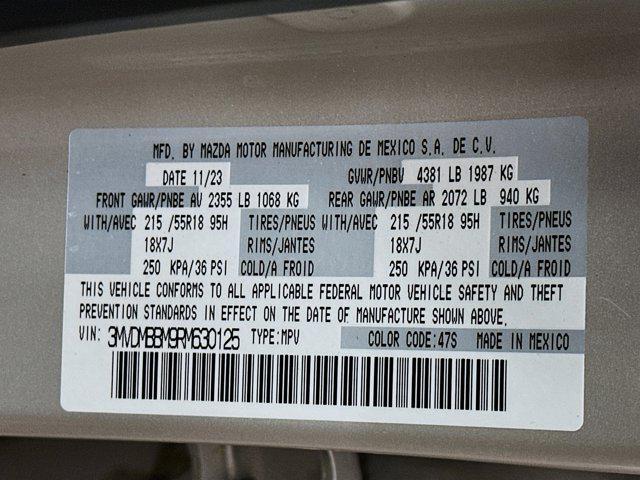 MFD. BY MAZDA MOTOR MANUFACTURING DE MEXICO S.A. DE C.V.
DATE 11/23 GVWR/PNBV 4381 LB 1987 KG
FRONT GAWR/PNBE AV 2355 LB 1068 KG REAR GAWR/PNBE AR 2072 LB 940 KG
WITH/AVEC 215 /55R18 95H TIRES/PNEUS WITH/AVEC 215 /55R18 95H TIRES/PNEUS
18X7J RIMS/JANTES 18X7J RIMS/JANTES
250 KPA/36 PSI COLD/A FROID 250 KPA/36 PSI COLD/A FROID
THIS VEHICLE CONFORMS TO ALL APPLICABLE FEDERAL MOTOR VEHICLE SAFETY AND THEFT
PREVENTION STANDARDS IN EFFECT ON THE DATE OF MANUFACTURE SHOWN ABOVE.
VIN: 3MVDMBBM9RM630125 TYPE:MPV COLOR CODE:47S MADE IN MEXICO